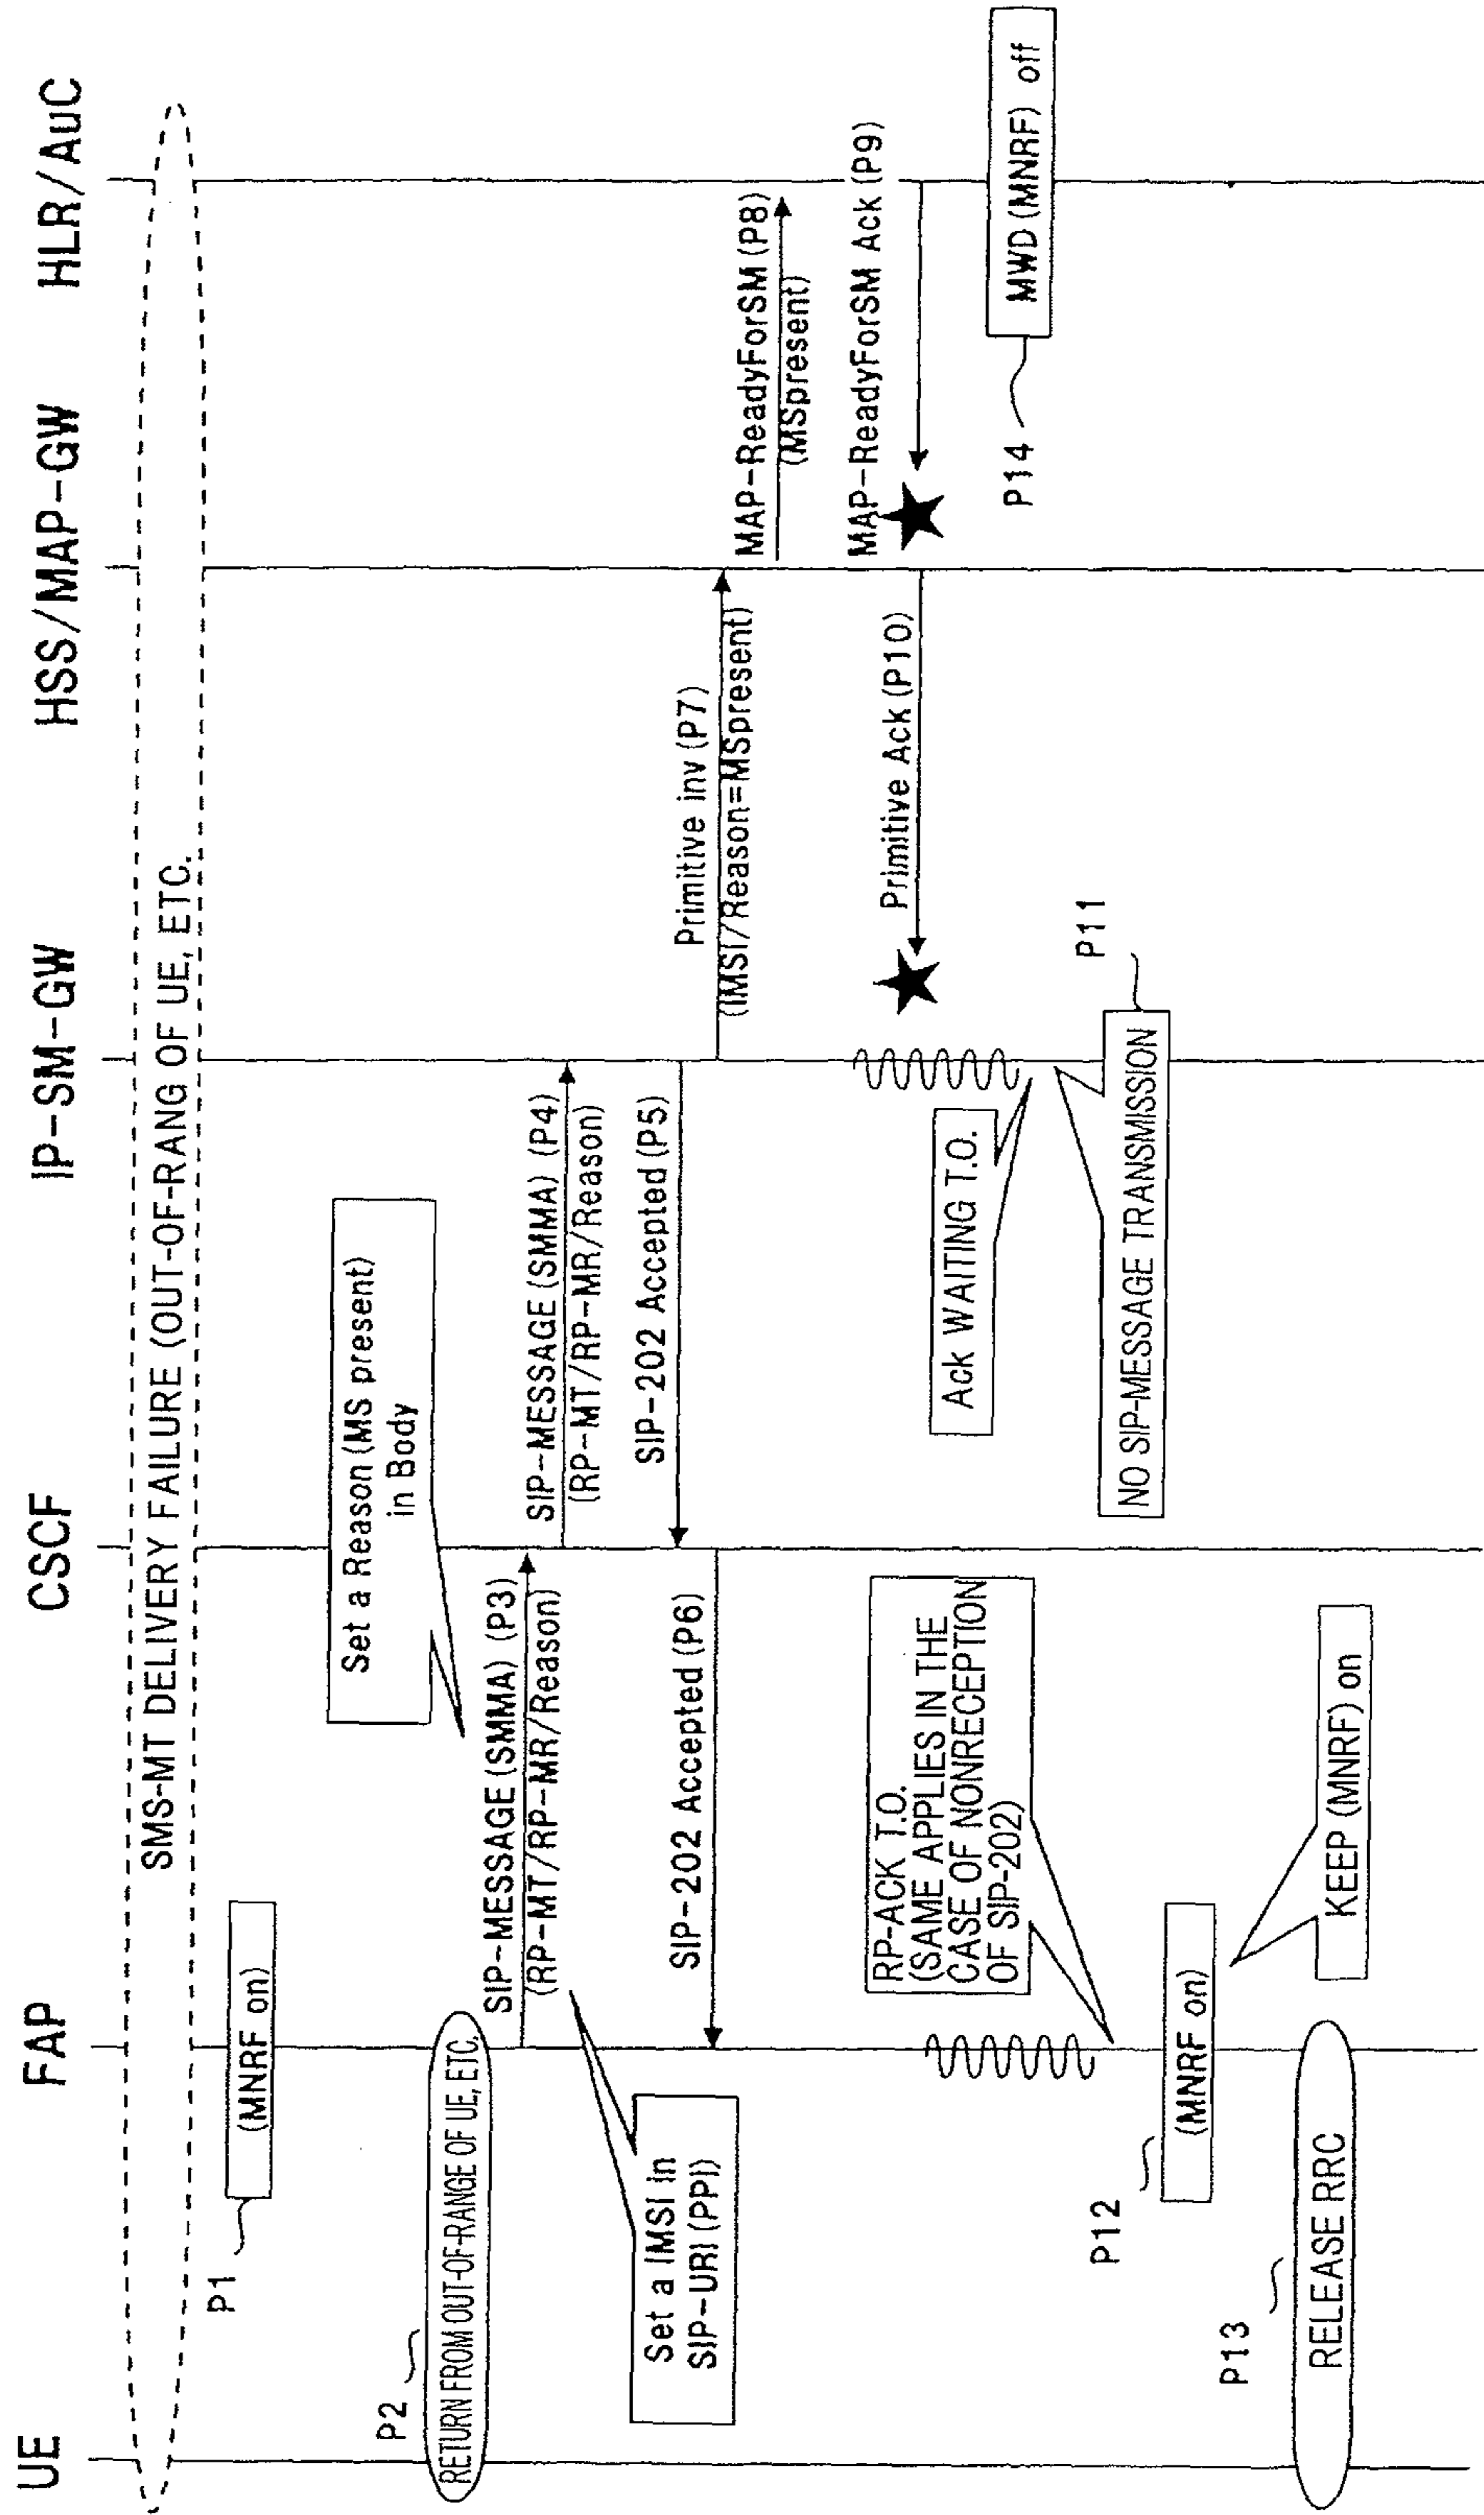 UE
FAP
CSCF
IP-SM-GW
HSS/MAP-GW
HLR/AuC
SMS-MT DELIVERY FAILURE (OUT-OF-RANG OF UE, ETC.
P1
(MNRF on)
Set a Reason (MS present)
in Body
P2
RETURN FROM OUT-OF-RANGE OF UE, ETC.
SIP-MESSAGE (SMMA) (P3)
(RP-MT/RP-MR/Reason)
SIP-MESSAGE (SMMA) (P4)
(RP-MT/RP-MR/Reason)
Set a IMSI in
SIP-URI (PPI)
SIP-202 Accepted (P5)
SIP-202 Accepted (P6)
Primitive inv (P7)
(IMSI/Reason=MSpresent)
MAP-ReadyForSM (P8)
(MSpresent)
MAP-ReadyForSM Ack (P9)
Primitive Ack (P10)
RP-ACK T.O.
(SAME APPLIES IN THE
CASE OF NONRECEPTION
OF SIP-202)
Ack WAITING T.O.
P14
MWD (MNRF) off
P11
NO SIP-MESSAGE TRANSMISSION
P12
(MNRF on)
P13
RELEASE RRC
KEEP (MNRF) on